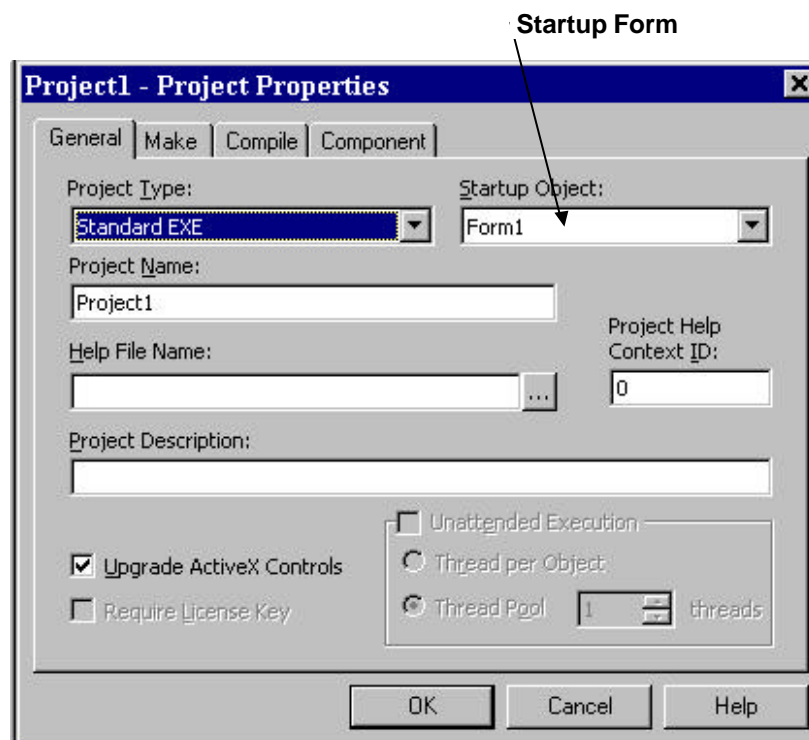 Startup Form
Project1 - Project Properties
General Make Compile Component
Project Type:
Standard EXE
Startup Object:
Form1
Project Name:
Project1
Project Help
Context ID:
0
Help File Name:
...
Project Description:
Unattended Execution
Upgrade ActiveX Controls
Thread per Object
Require License Key
Thread Pool 1 threads
OK Cancel Help